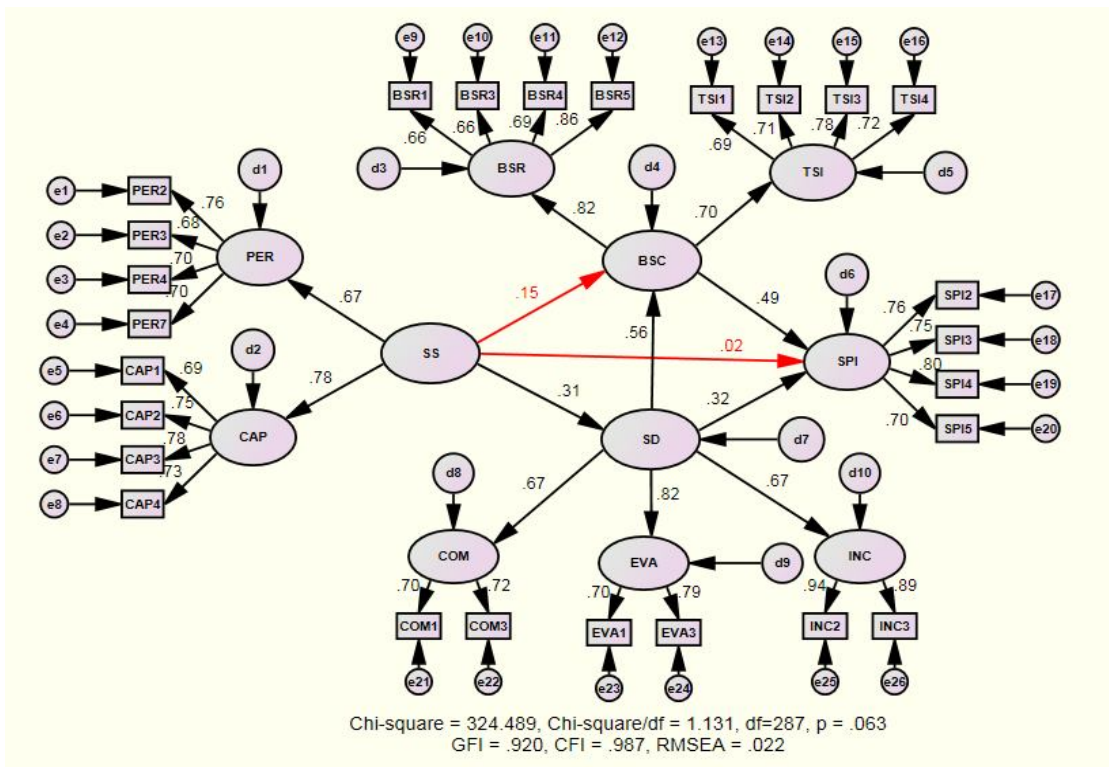 e9 e10 e11 e12 e13 e14 e15 e16
BSR1 BSR3 BSR4 BSR5 TSI1 TSI2 TSI3 TSI4
.66 .66 .69 .86 .69 .71 .78 .72
d3 BSR d4 TSI d5
.82 .70
BSC
e1 PER2 d1
.76
e2 PER3 .68
PER
e3 PER4 .70
e4 PER7 .70
.67
.15 .49
.56
d6
SPI2 e17
.76
SPI3 e18
.75
SPI
SPI4 e19
.80
SPI5 e20
.70
SS
.02
.31 .32
e5 CAP1 d2
.69
e6 CAP2 .75
CAP
e7 CAP3 .78
e8 CAP4 .73
.78
SD d7
.67 .82 .67
d8 d9 d10
COM EVA INC
.70 .72 .70 .79 .94 .89
COM1 COM3 EVA1 EVA3 INC2 INC3
e21 e22 e23 e24 e25 e26
Chi-square = 324.489, Chi-square/df = 1.131, df=287, p = .063
GFI = .920, CFI = .987, RMSEA = .022